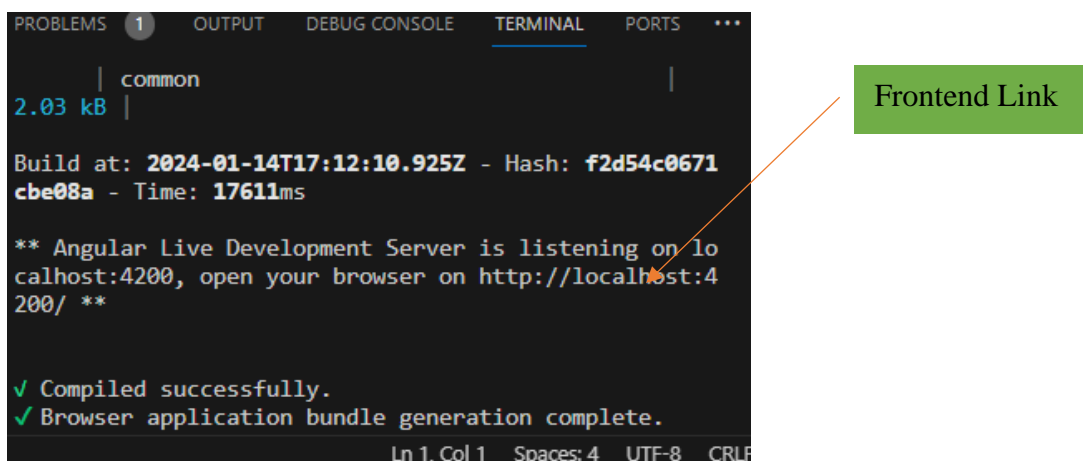 PROBLEMS 1 OUTPUT DEBUG CONSOLE TERMINAL PORTS ...
| common |
2.03 kB |
Frontend Link
Build at: 2024-01-14T17:12:10.925Z - Hash: f2d54c0671
cbe08a - Time: 17611ms
** Angular Live Development Server is listening on lo
calhost:4200, open your browser on http://localhost:4
200/ **
√ Compiled successfully.
√ Browser application bundle generation complete.
Ln 1, Col 1 Spaces: 4 UTF-8 CRLF